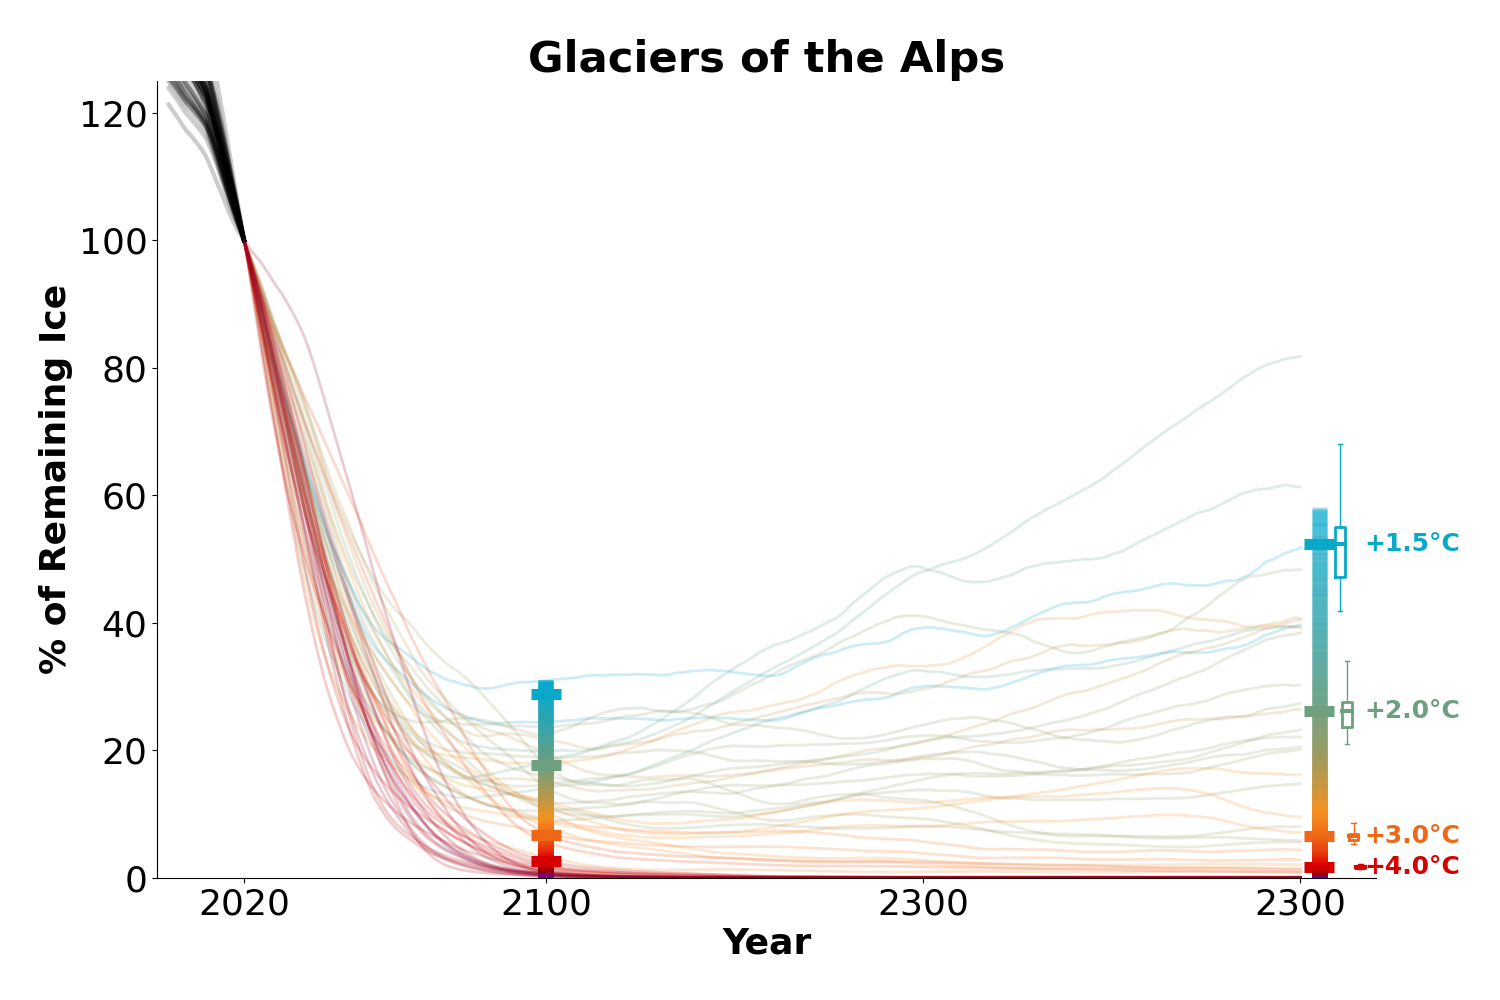 Glaciers of the Alps
% of Remaining Ice
120
100
80
60
40
20
0
+1.5°C
+2.0°C
+3.0°C
+4.0°C
2020
2100
2300
2300
Year